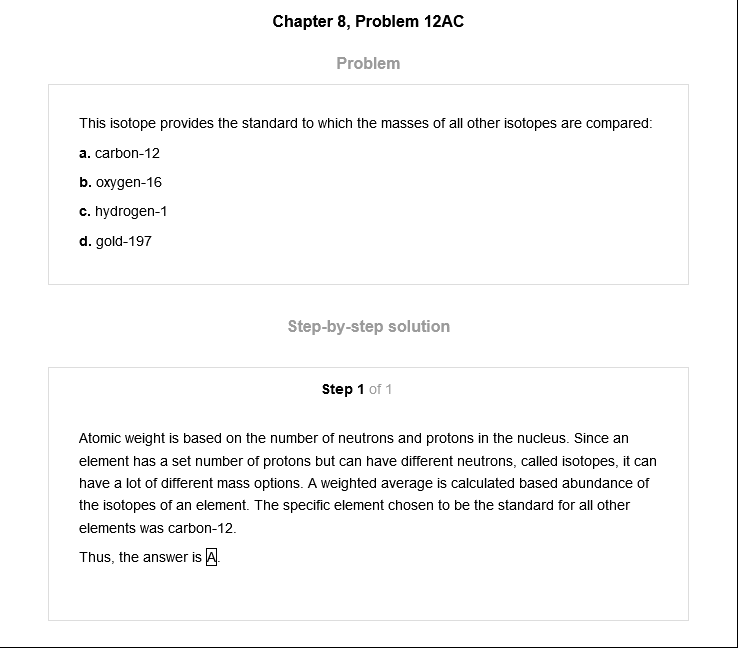 Chapter 8, Problem 12AC
Problem
This isotope provides the standard to which the masses of all other isotopes are compared:
a. carbon-12
b. oxygen-16
c. hydrogen-1
d. gold-197
Step-by-step solution
Step 1 of 1
Atomic weight is based on the number of neutrons and protons in the nucleus. Since an
element has a set number of protons but can have different neutrons, called isotopes, it can
have a lot of different mass options. A weighted average is calculated based abundance of
the isotopes of an element. The specific element chosen to be the standard for all other
elements was carbon-12.
Thus, the answer is A.